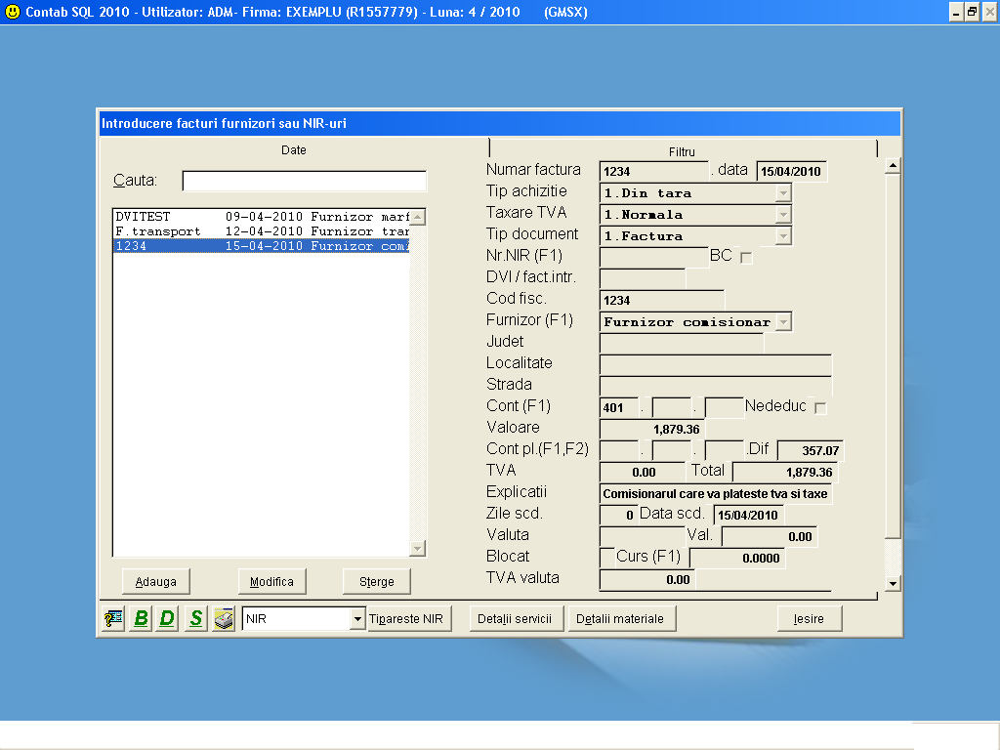 Contab SQL 2010 - Utilizator: ADM- Firma: EXEMPLU (R1557779) - Luna: 4 / 2010 (GMSX)
Introducere facturi furnizori sau NIR-uri
Date
Filtru
Cauta:
DVITEST 09-04-2010 Furnizor marf
F.transport 12-04-2010 Furnizor tran
1234 15-04-2010 Furnizor comi
Adauga Modifica Sterge
Numar factura 1234 . data 15/04/2010
Tip achizitie 1.Din tara
Taxare TVA 1.Normala
Tip document 1.Factura
Nr.NIR (F1) BC
DVI / fact.intr.
Cod fisc. 1234
Furnizor (F1) Furnizor comisionar
Judet
Localitate
Strada
Cont (F1) 401 . . Nededuc
Valoare 1,879.36
Cont pl.(F1,F2) . . .Dif 357.07
TVA 0.00 Total 1,879.36
Explicatii Comisionarul care va plateste tva si taxe
Zile scd. 0 Data scd. 15/04/2010
Valuta Val. 0.00
Blocat Curs (F1) 0.0000
TVA valuta 0.00
B D S NIR Tipareste NIR Detalii servicii Detalii materiale Iesire